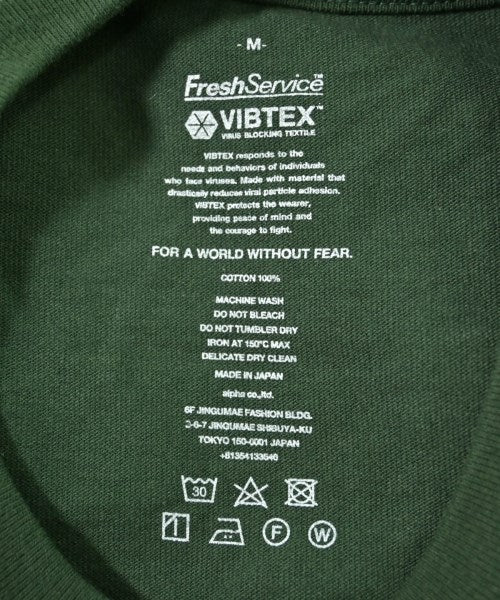 - M -
FreshService™
VIBTEX™
VIRUS BLOCKING TEXTILE
VIBTEX responds to the
needs and behaviors of individuals
who face viruses. Made with material that
drastically reduces viral particle adhesion.
VIBTEX protects the wearer,
providing peace of mind and
the courage to fight.
FOR A WORLD WITHOUT FEAR.
COTTON 100%
MACHINE WASH
DO NOT BLEACH
DO NOT TUMBLER DRY
IRON AT 150°C MAX
DELICATE DRY CLEAN
MADE IN JAPAN
alpha co.,ltd.
6F JINGUMAE FASHION BLDG.
2-6-7 JINGUMAE SHIBUYA-KU
TOKYO 150-0001 JAPAN
+81354133640
30
F W